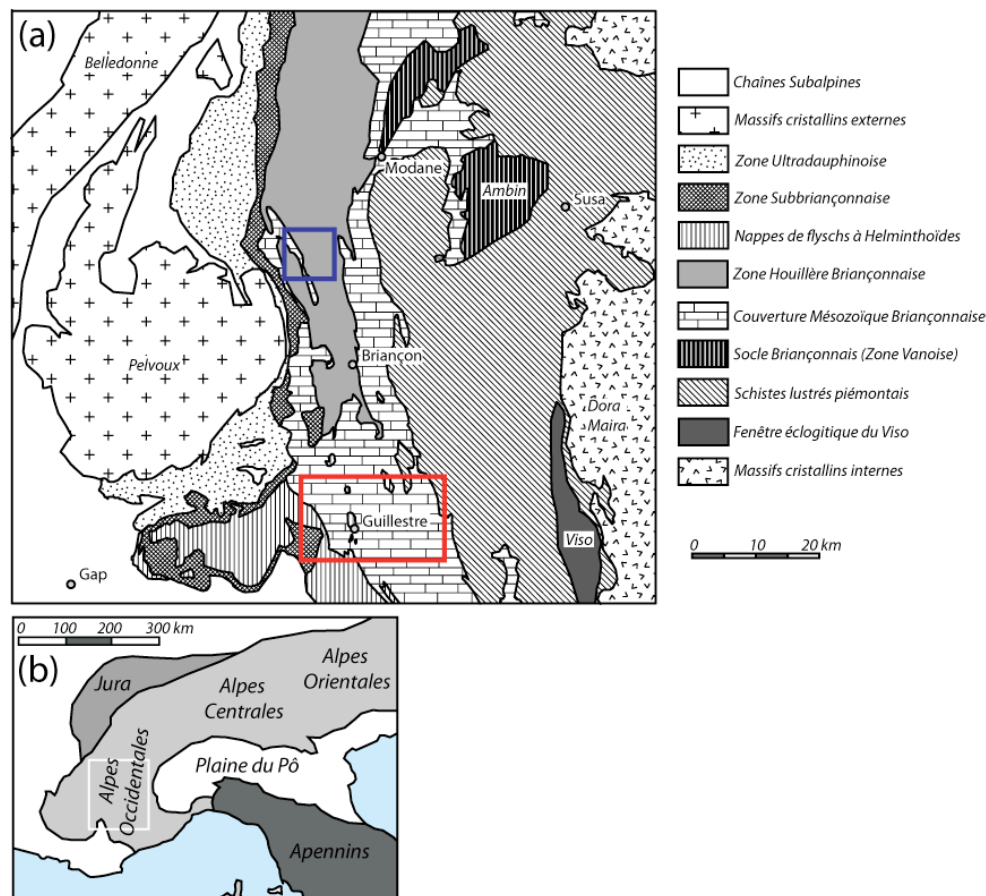 (a)
Belledonne
Modane
Ambin
Susa
Briançon
Pelvoux
Dora
Maira
Guillestre
Viso
Gap
Chaînes Subalpines
Massifs cristallins externes
Zone Ultradauphinoise
Zone Subbriançonnaise
Nappes de flyschs à Helminthoïdes
Zone Houillère Briançonnaise
Couverture Mésozoïque Briançonnaise
Socle Briançonnais (Zone Vanoise)
Schistes lustrés piémontais
Fenêtre éclogitique du Viso
Massifs cristallins internes
0 10 20 km
0 100 200 300 km
(b)
Jura
Alpes
Orientales
Alpes
Centrales
Alpes
Occidentales
Plaine du Pô
Apennins